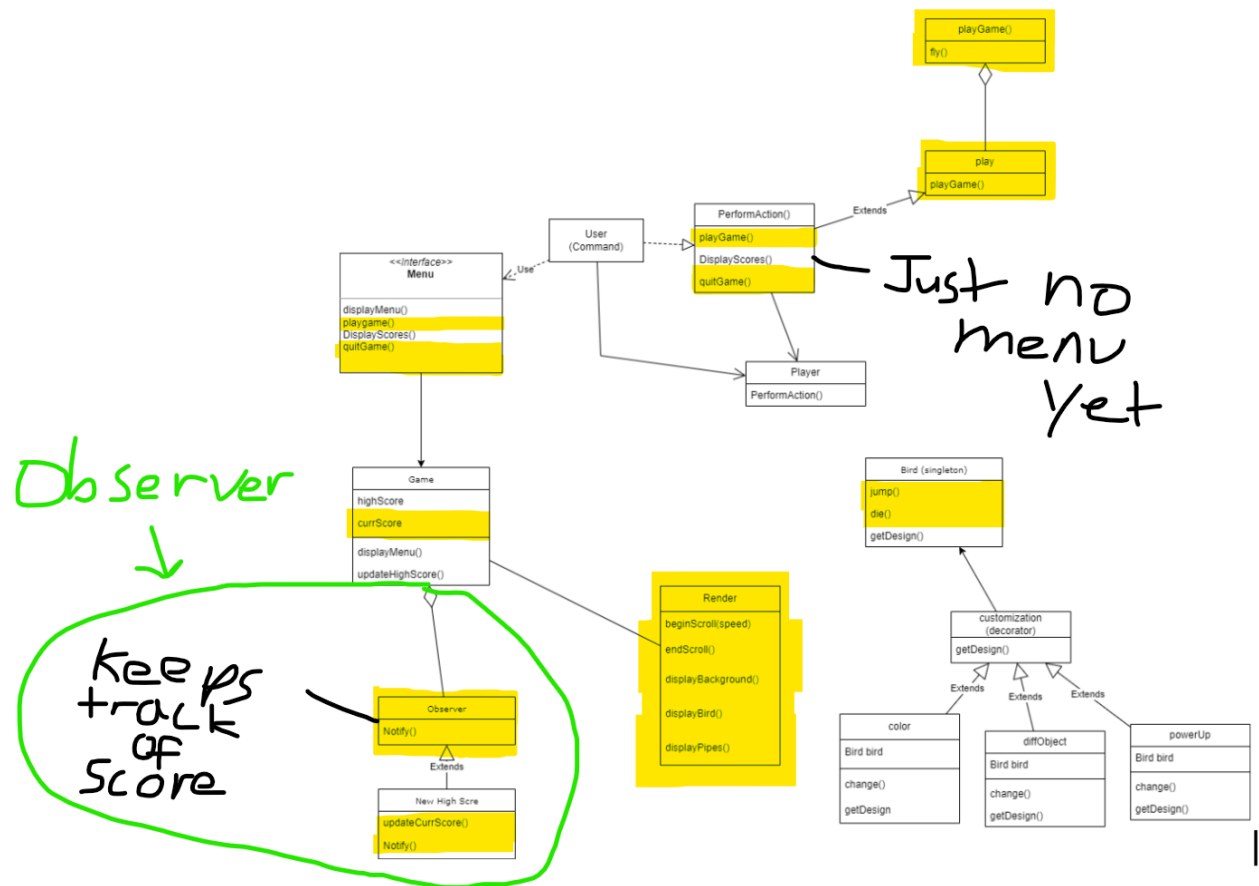 playGame()
fly()
play
playGame()
Extends
PerformAction()
playGame()
DisplayScores()
quitGame()
User
(Command)
Use
<<Interface>>
Menu
displayMenu()
playgame()
DisplayScores()
quitGame()
Just no
menu
yet
Player
PerformAction()
Observer
Game
highScore
currScore
displayMenu()
updateHighScore()
Bird (singleton)
jump()
die()
getDesign()
Render
beginScroll(speed)
endScroll()
displayBackground()
displayBird()
displayPipes()
customization
(decorator)
getDesign()
Extends
Extends
Extends
keeps
track
of
score
Observer
Notify()
Extends
New High Scre
updateCurrScore()
Notify()
color
Bird bird
change()
getDesign
diffObject
Bird bird
change()
getDesign()
powerUp
Bird bird
change()
getDesign()